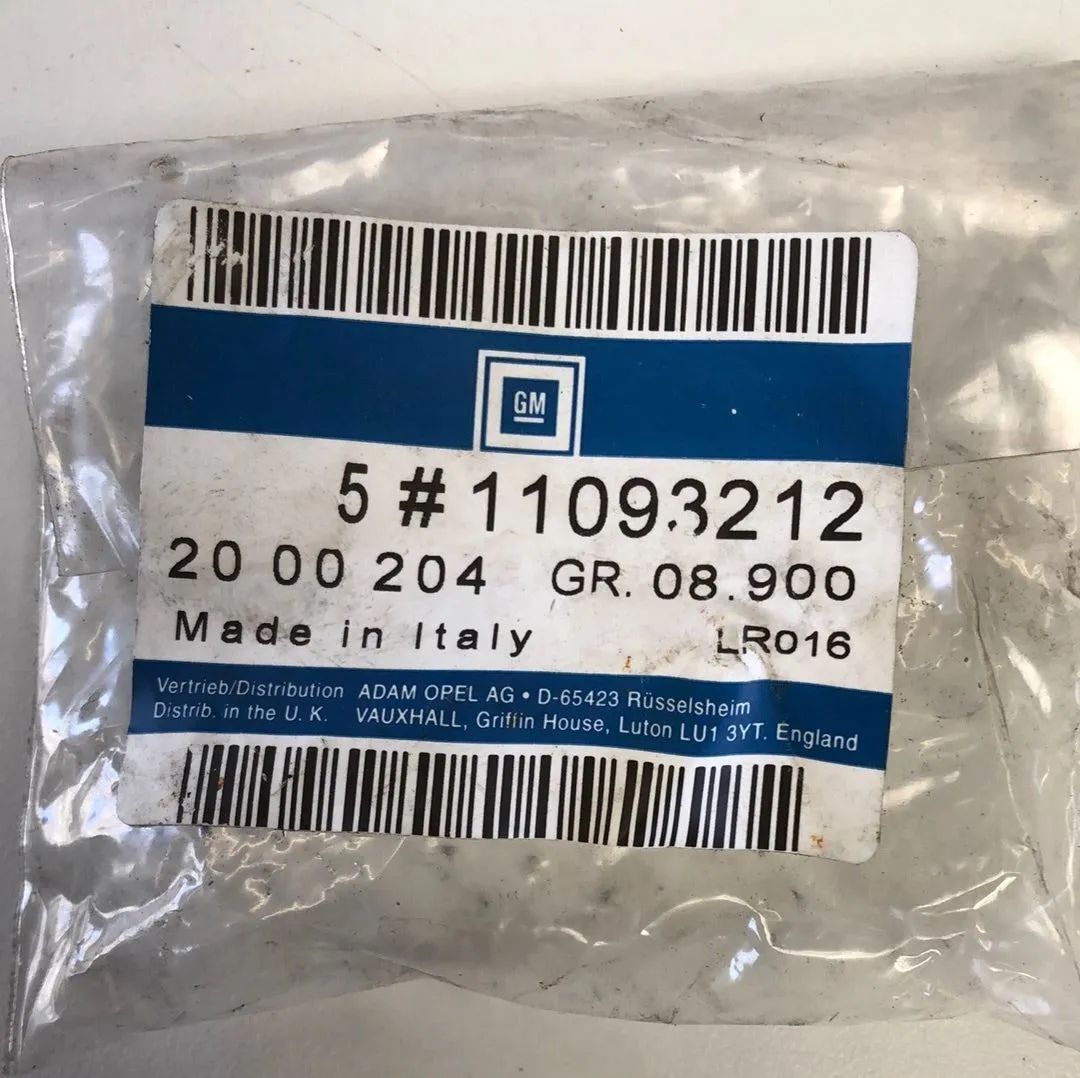 GM
5 #11093212
20 00 204 GR. 08.900
Made in Italy LR016
Vertrieb/Distribution ADAM OPEL AG • D-65423 Rüsselsheim
Distrib. in the U. K. VAUXHALL, Griffin House, Luton LU1 3YT. England